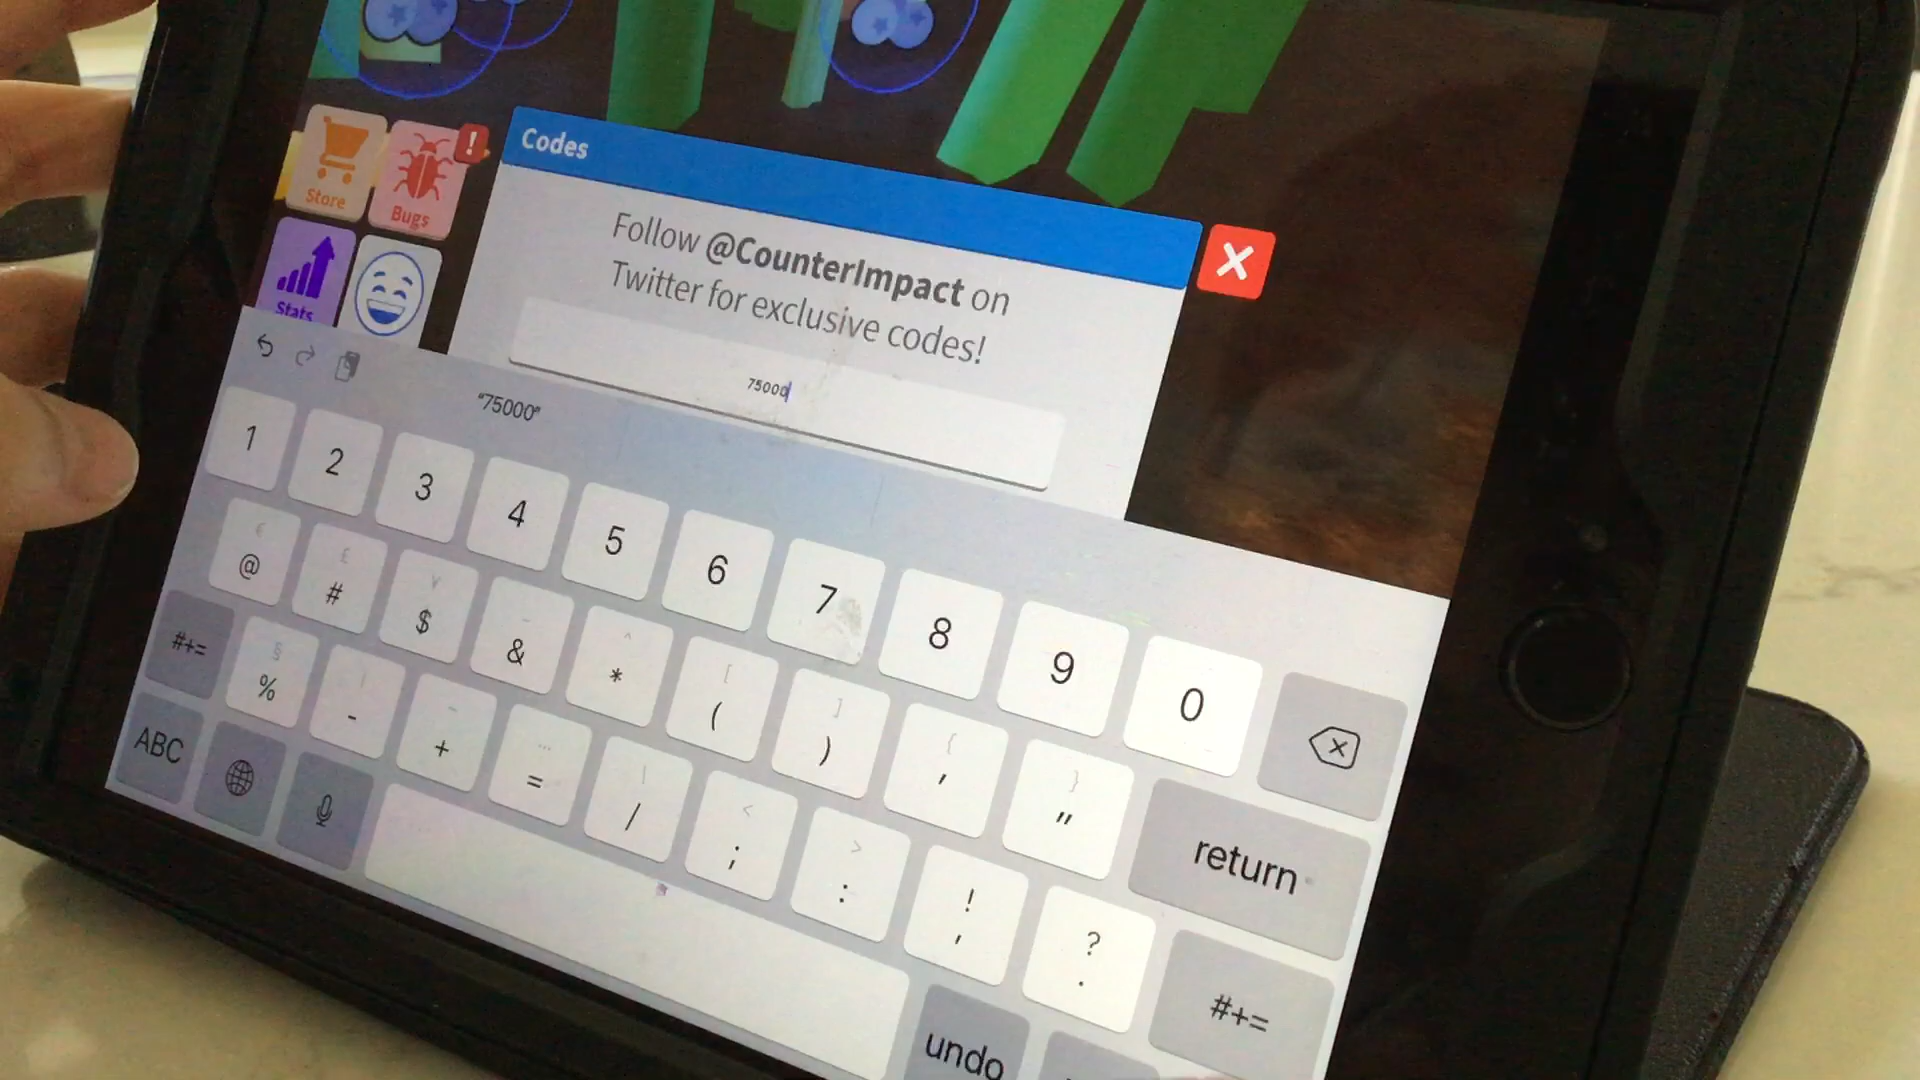 Codes
Follow @CounterImpact on
Twitter for exclusive codes!
75000
Store
Bugs
!
Stats
"75000"
1 2 3 4 5 6 7 8 9 0
€ £ ¥ ^ [ ] { }
@ # $ & * ( ) ' "
#+= § % - + = / ; : ! , ? . #+=
| < >
return
ABC
undo